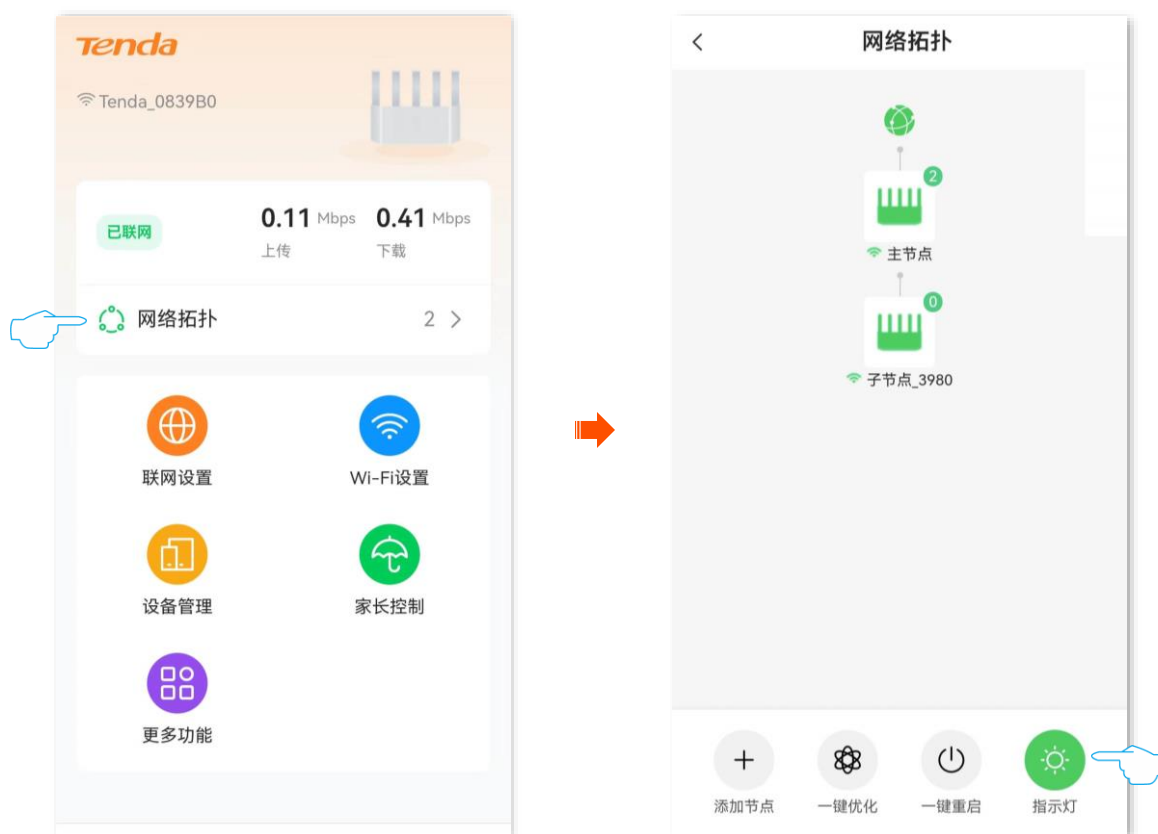 Tenda
Tenda_0839B0
已联网
0.11 Mbps 0.41 Mbps
上传 下载
网络拓扑 2
联网设置 Wi-Fi设置
设备管理 家长控制
更多功能
网络拓扑
2
主节点
0
子节点_3980
添加节点 一键优化 一键重启 指示灯